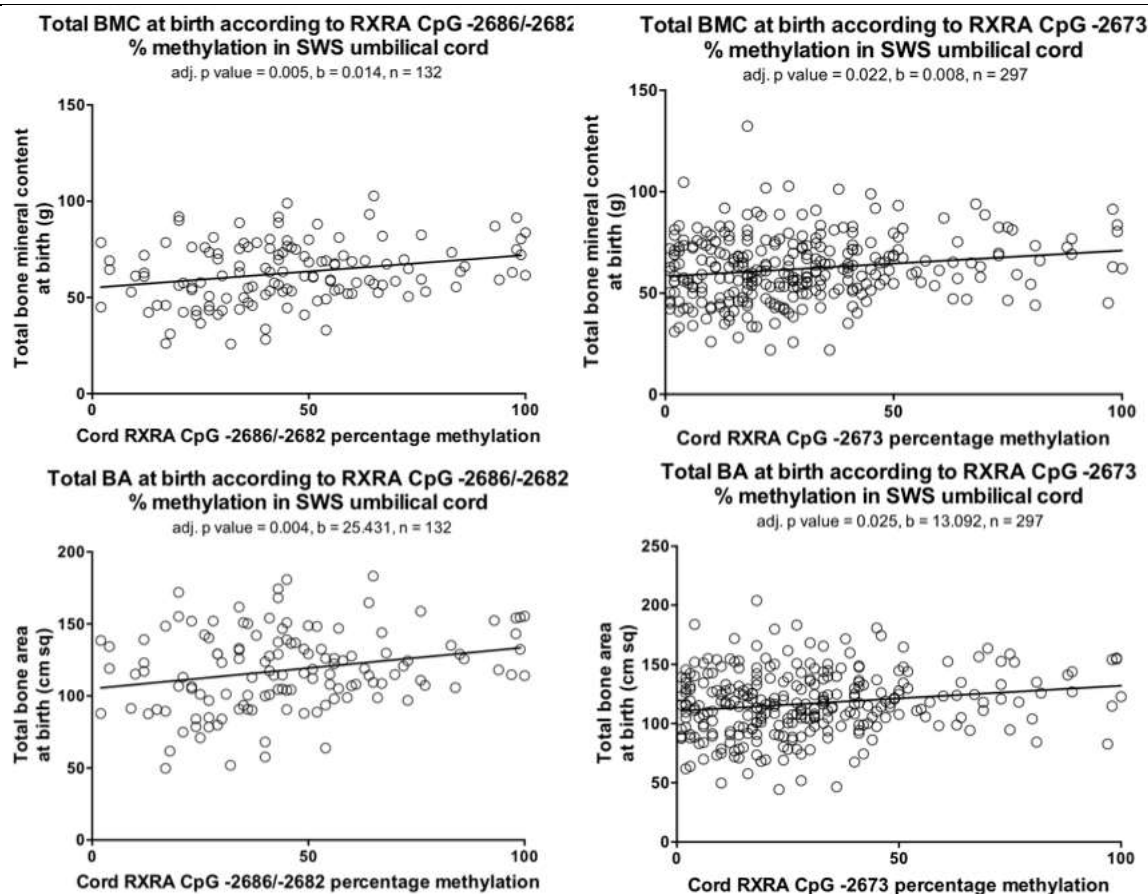 Total BMC at birth according to RXRA CpG -2686/-2682
% methylation in SWS umbilical cord
adj. p value = 0.005, b = 0.014, n = 132
150
100
50
0
Total bone mineral content
at birth (g)
0 50 100
Cord RXRA CpG -2686/-2682 percentage methylation
Total BMC at birth according to RXRA CpG -2673
% methylation in SWS umbilical cord
adj. p value = 0.022, b = 0.008, n = 297
150
100
50
0
Total bone mineral content
at birth (g)
0 50 100
Cord RXRA CpG -2673 percentage methylation
Total BA at birth according to RXRA CpG -2686/-2682
% methylation in SWS umbilical cord
adj. p value = 0.004, b = 25.431, n = 132
200
150
100
50
0
Total bone area
at birth (cm sq)
0 50 100
Cord RXRA CpG -2686/-2682 percentage methylation
Total BA at birth according to RXRA CpG -2673
% methylation in SWS umbilical cord
adj. p value = 0.025, b = 13.092, n = 297
250
200
150
100
50
0
Total bone area
at birth (cm sq)
0 50 100
Cord RXRA CpG -2673 percentage methylation